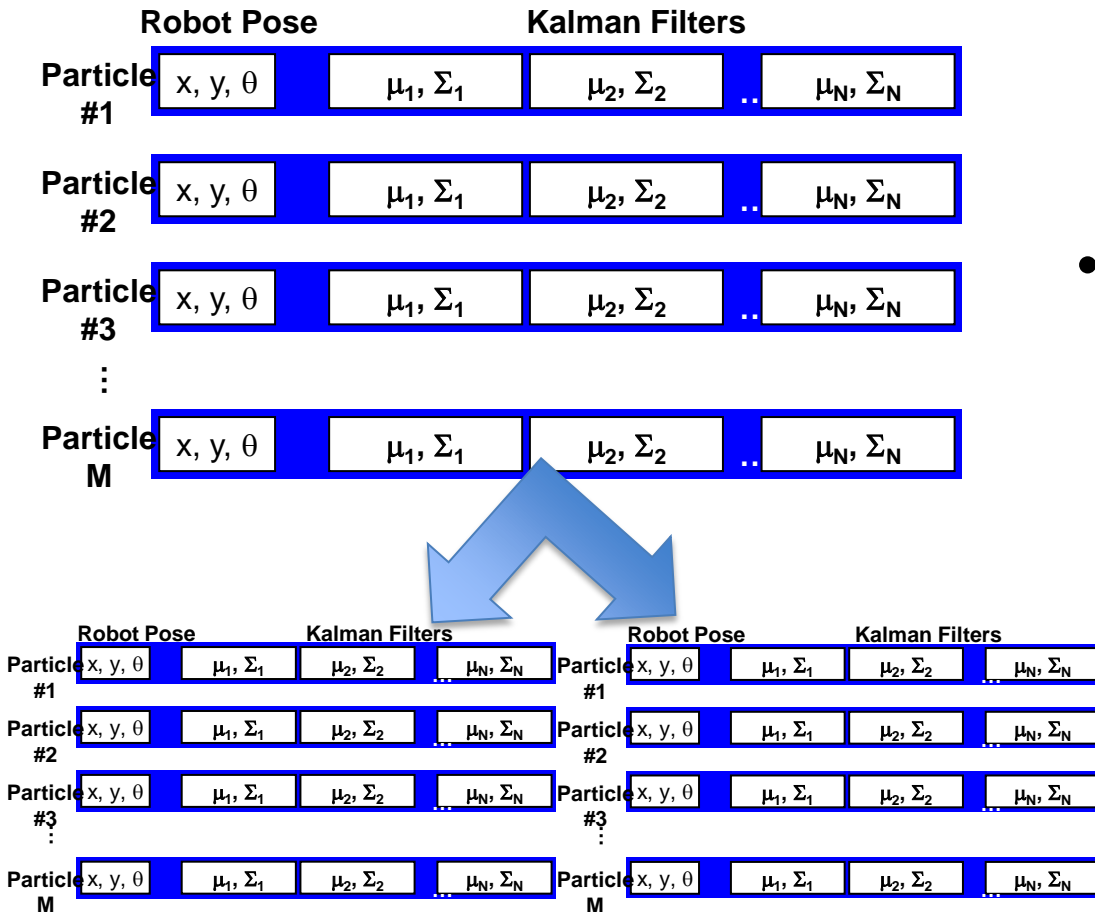 Robot Pose Kalman Filters
Particle #1 x, y, θ μ1, Σ1 μ2, Σ2 .. μN, ΣN
Particle #2 x, y, θ μ1, Σ1 μ2, Σ2 .. μN, ΣN
•
Particle #3 x, y, θ μ1, Σ1 μ2, Σ2 .. μN, ΣN
⋮
Particle M x, y, θ μ1, Σ1 μ2, Σ2 .. μN, ΣN
Robot Pose Kalman Filters
Particle #1 x, y, θ μ1, Σ1 μ2, Σ2 ... μN, ΣN
Particle #2 x, y, θ μ1, Σ1 μ2, Σ2 ... μN, ΣN
Particle #3 x, y, θ μ1, Σ1 μ2, Σ2 ... μN, ΣN
⋮
Particle M x, y, θ μ1, Σ1 μ2, Σ2 ... μN, ΣN
Robot Pose Kalman Filters
Particle #1 x, y, θ μ1, Σ1 μ2, Σ2 ... μN, ΣN
Particle #2 x, y, θ μ1, Σ1 μ2, Σ2 ... μN, ΣN
Particle #3 x, y, θ μ1, Σ1 μ2, Σ2 ... μN, ΣN
⋮
Particle M x, y, θ μ1, Σ1 μ2, Σ2 ... μN, ΣN